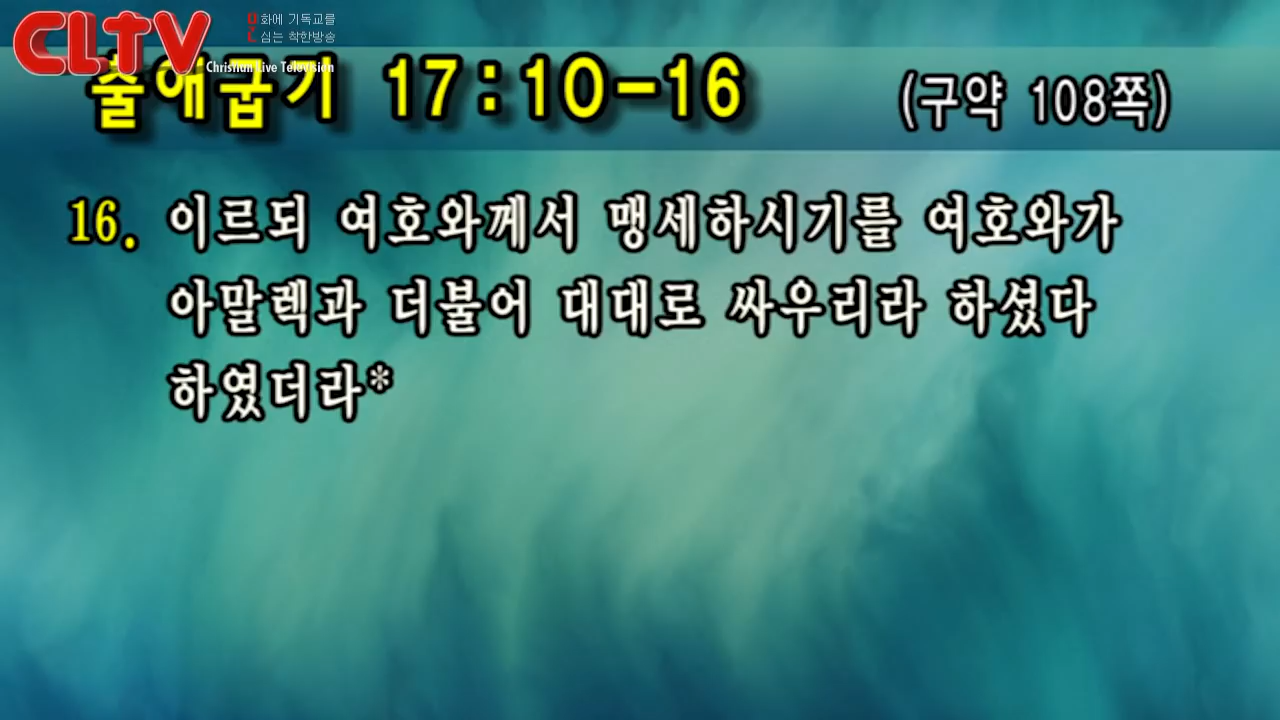 CLTV
문화에 기독교를
심는 착한방송
Christian Live Television
출애굽기 17:10-16 (구약 108쪽)
16. 이르되 여호와께서 맹세하시기를 여호와가
아말렉과 더불어 대대로 싸우리라 하셨다
하였더라*